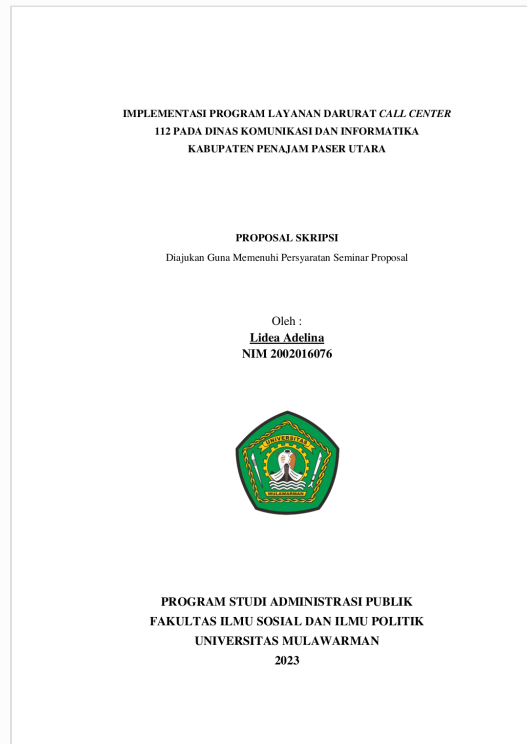 IMPLEMENTASI PROGRAM LAYANAN DARURAT CALL CENTER
112 PADA DINAS KOMUNIKASI DAN INFORMATIKA
KABUPATEN PENAJAM PASER UTARA
PROPOSAL SKRIPSI
Diajukan Guna Memenuhi Persyaratan Seminar Proposal
Oleh :
Lidea Adelina
NIM 2002016076
UNIVERSITAS
MULAWARMAN
PROGRAM STUDI ADMINISTRASI PUBLIK
FAKULTAS ILMU SOSIAL DAN ILMU POLITIK
UNIVERSITAS MULAWARMAN
2023